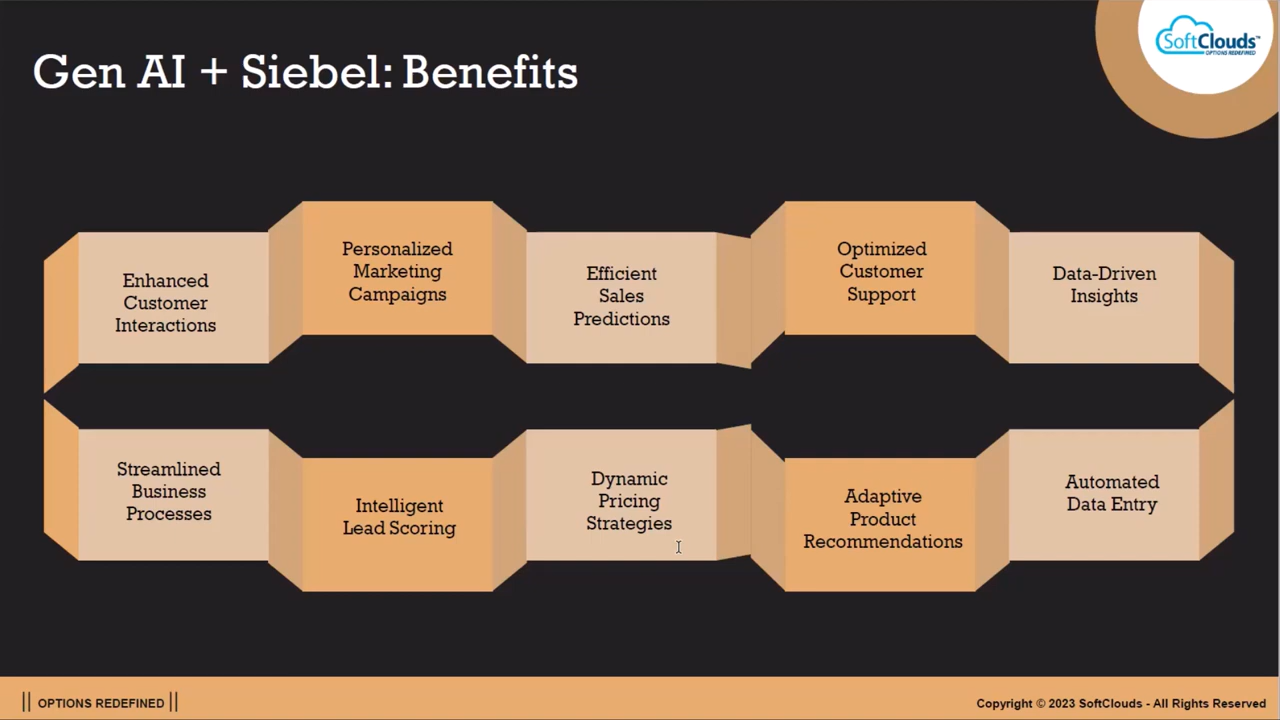 SoftClouds™
OPTIONS REDEFINED
Gen AI + Siebel: Benefits
Enhanced
Customer
Interactions
Personalized
Marketing
Campaigns
Efficient
Sales
Predictions
Optimized
Customer
Support
Data-Driven
Insights
Streamlined
Business
Processes
Intelligent
Lead Scoring
Dynamic
Pricing
Strategies
Adaptive
Product
Recommendations
Automated
Data Entry
|| OPTIONS REDEFINED ||
Copyright © 2023 SoftClouds - All Rights Reserved